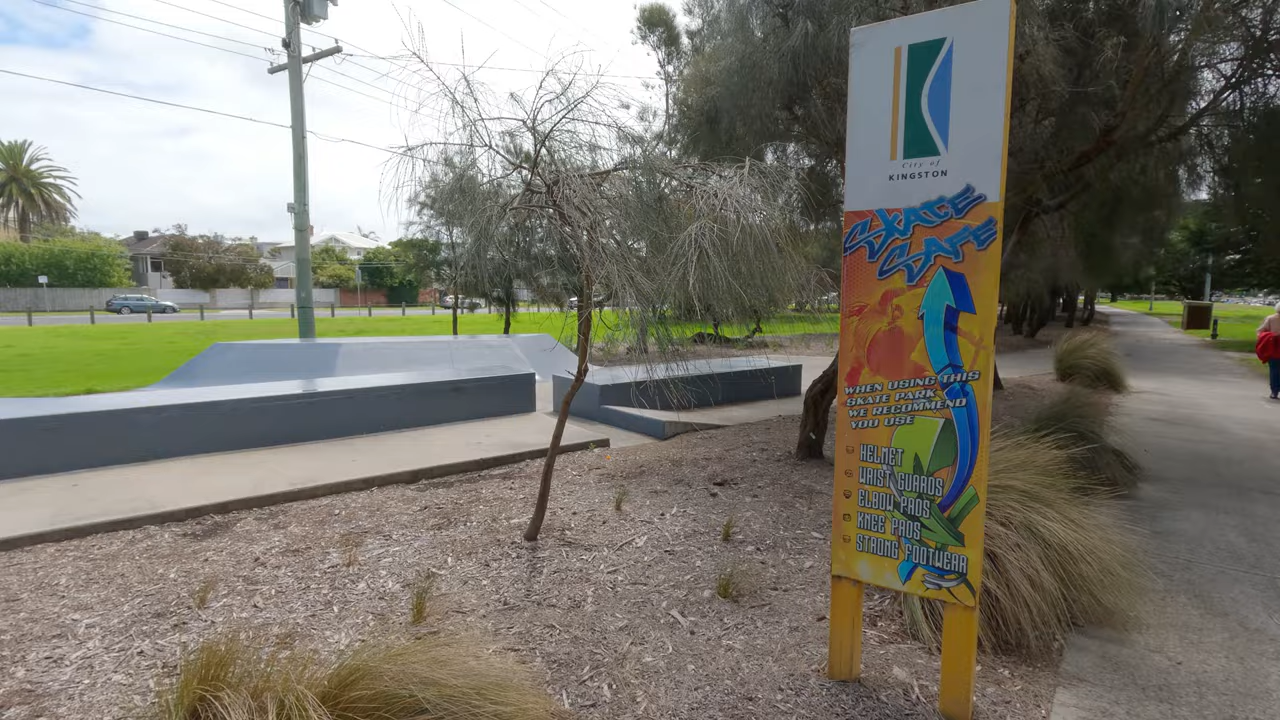 City of
KINGSTON
SKATE
SAFE
WHEN USING THIS
SKATE PARK
WE RECOMMEND
YOU USE
HELMET
WRIST GUARDS
ELBOW PADS
KNEE PADS
STRONG FOOTWEAR